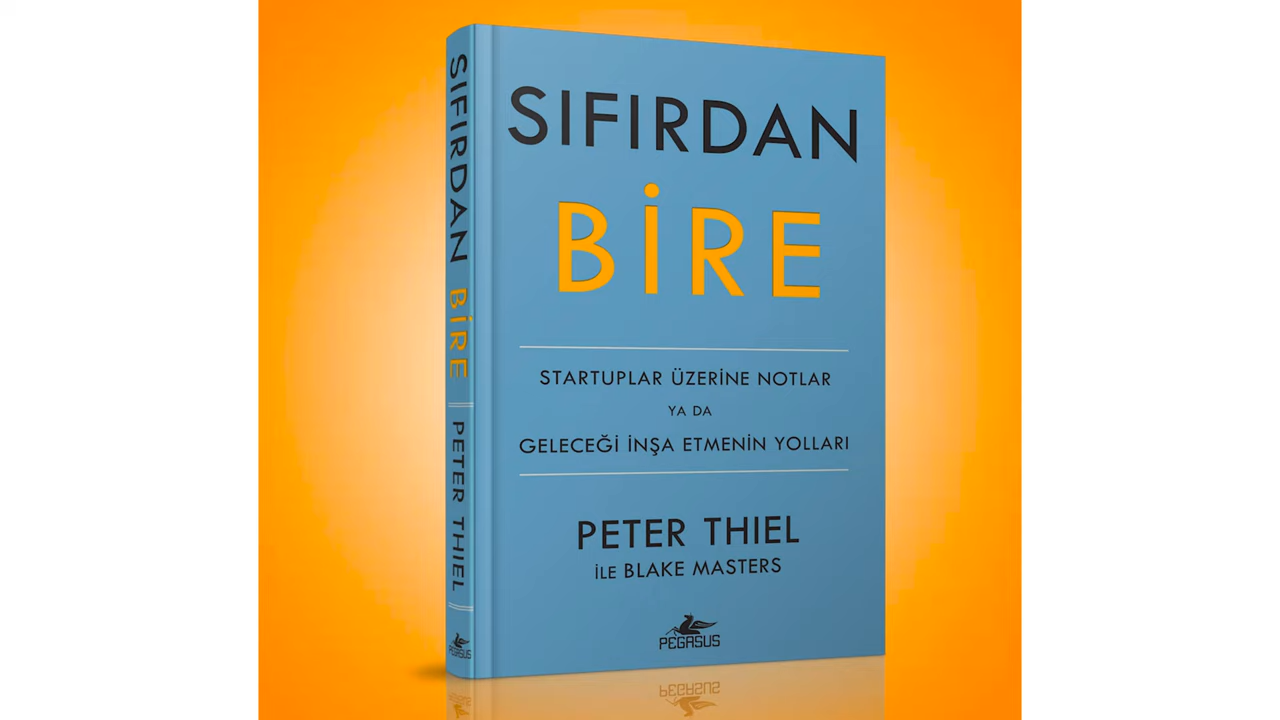 SIFIRDAN
BİRE
STARTUPLAR ÜZERİNE NOTLAR
YA DA
GELECEĞİ İNŞA ETMENİN YOLLARI
PETER THIEL
İLE BLAKE MASTERS
PEGASUS
SIFIRDAN BİRE
PETER THIEL
PEGASUS